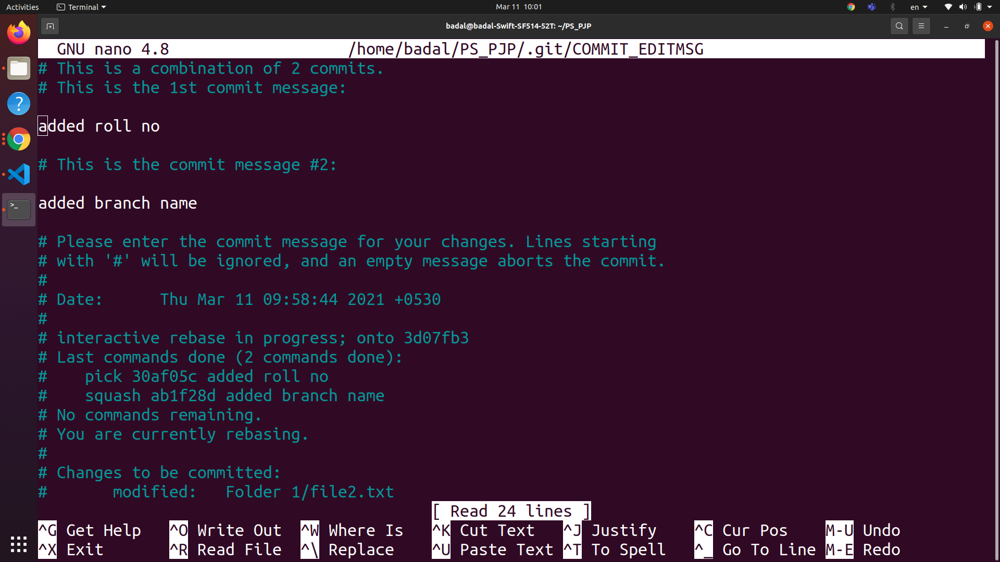 Activities Terminal Mar 11 10:01 en
badal@badal-Swift-SF514-52T: ~/PS_PJP
GNU nano 4.8 /home/badal/PS_PJP/.git/COMMIT_EDITMSG
# This is a combination of 2 commits.
# This is the 1st commit message:
added roll no
# This is the commit message #2:
added branch name
# Please enter the commit message for your changes. Lines starting
# with '#' will be ignored, and an empty message aborts the commit.
#
# Date:      Thu Mar 11 09:58:44 2021 +0530
#
# interactive rebase in progress; onto 3d07fb3
# Last commands done (2 commands done):
#    pick 30af05c added roll no
#    squash ab1f28d added branch name
# No commands remaining.
# You are currently rebasing.
#
# Changes to be committed:
#       modified:   Folder 1/file2.txt
[ Read 24 lines ]
^G Get Help ^O Write Out ^W Where Is ^K Cut Text ^J Justify ^C Cur Pos M-U Undo
^X Exit ^R Read File ^\ Replace ^U Paste Text ^T To Spell ^_ Go To Line M-E Redo